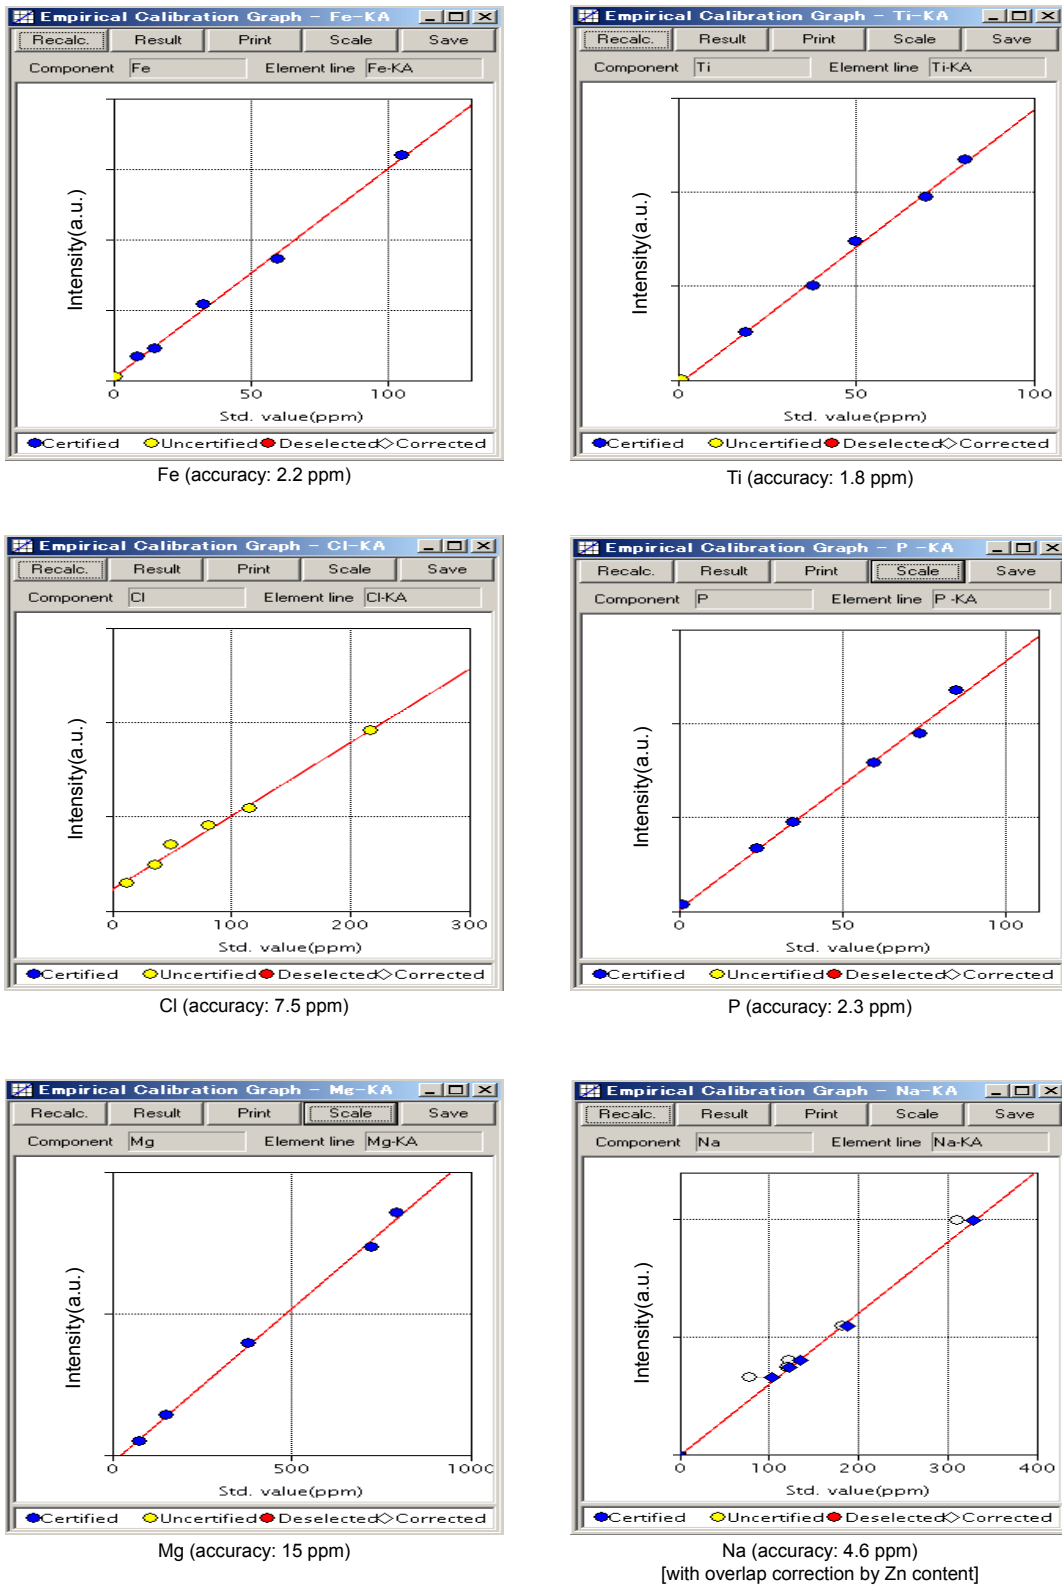 Empirical Calibration Graph - Fe-KA
Recalc. Result Print Scale Save
Component Fe Element line Fe-KA
Intensity(a.u.)
0 50 100
Std. value(ppm)
Certified Uncertified Deselected Corrected
Fe (accuracy: 2.2 ppm)
Empirical Calibration Graph - Ti-KA
Recalc. Result Print Scale Save
Component Ti Element line Ti-KA
Intensity(a.u.)
0 50 100
Std. value(ppm)
Certified Uncertified Deselected Corrected
Ti (accuracy: 1.8 ppm)
Empirical Calibration Graph - Cl-KA
Recalc. Result Print Scale Save
Component Cl Element line Cl-KA
Intensity(a.u.)
0 100 200 300
Std. value(ppm)
Certified Uncertified Deselected Corrected
Cl (accuracy: 7.5 ppm)
Empirical Calibration Graph - P -KA
Recalc. Result Print Scale Save
Component P Element line P -KA
Intensity(a.u.)
0 50 100
Std. value(ppm)
Certified Uncertified Deselected Corrected
P (accuracy: 2.3 ppm)
Empirical Calibration Graph - Mg-KA
Recalc. Result Print Scale Save
Component Mg Element line Mg-KA
Intensity(a.u.)
0 500 1000
Std. value(ppm)
Certified Uncertified Deselected Corrected
Mg (accuracy: 15 ppm)
Empirical Calibration Graph - Na-KA
Recalc. Result Print Scale Save
Component Na Element line Na-KA
Intensity(a.u.)
0 100 200 300 400
Std. value(ppm)
Certified Uncertified Deselected Corrected
Na (accuracy: 4.6 ppm)
[with overlap correction by Zn content]